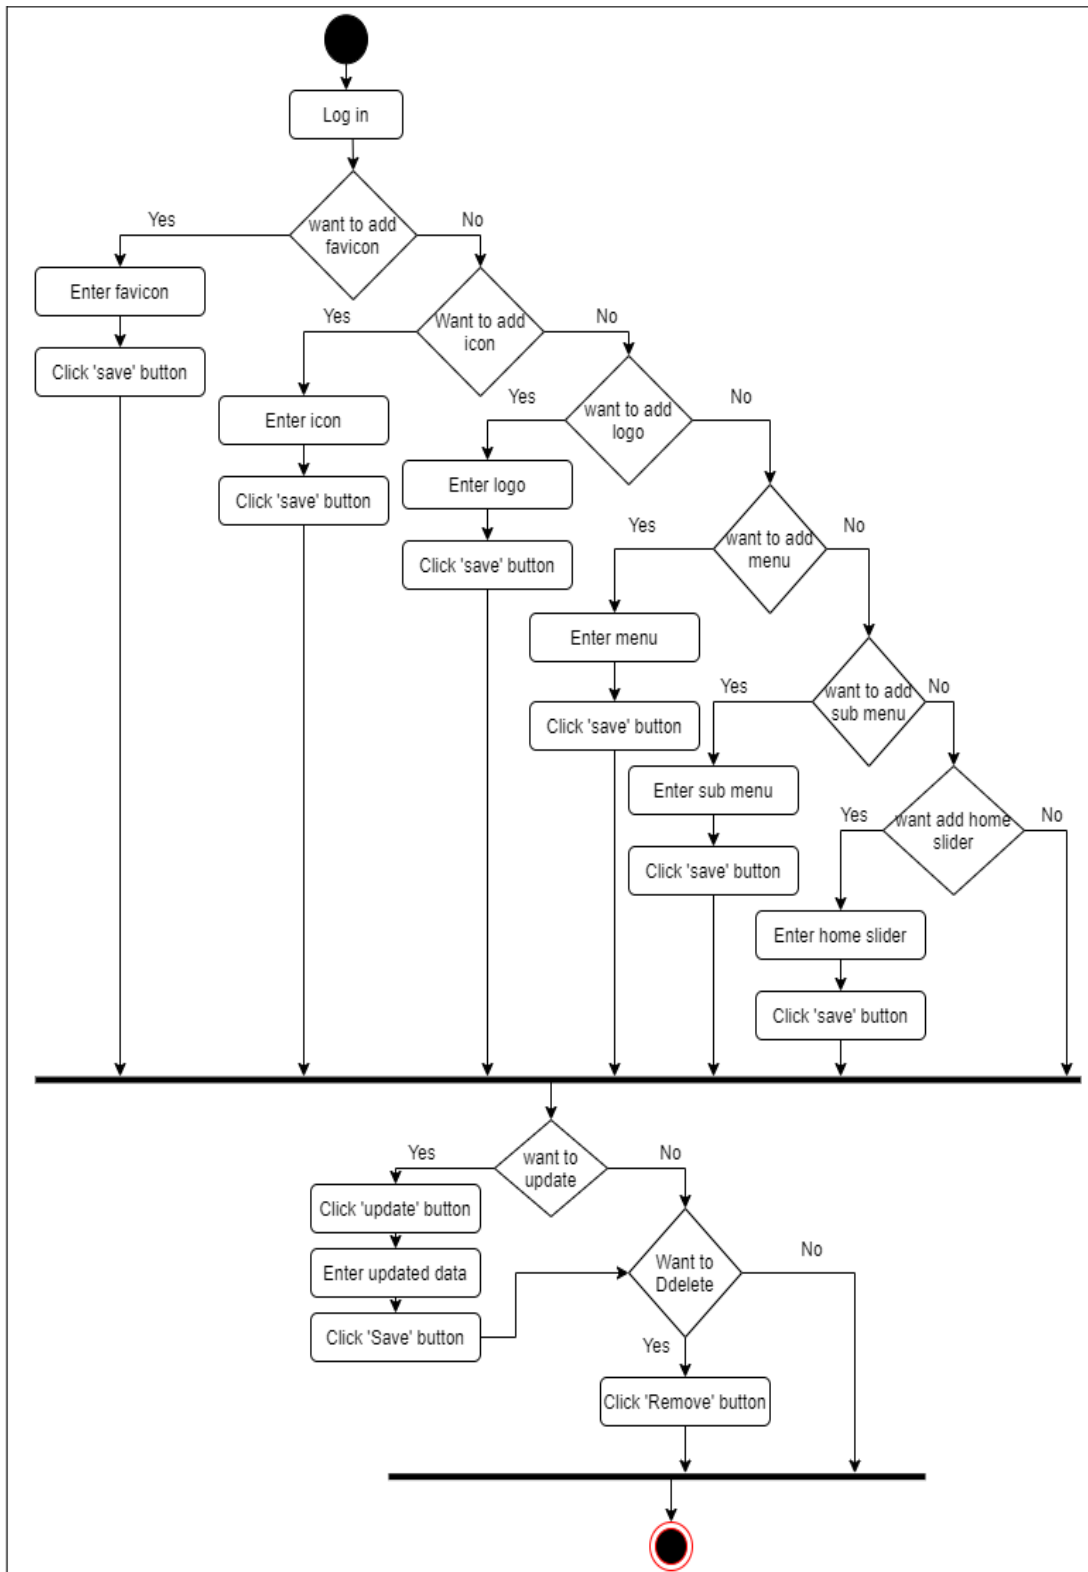 Log in
want to add
favicon
Yes
No
Enter favicon
Click 'save' button
Want to add
icon
Yes
No
Enter icon
Click 'save' button
want to add
logo
Yes
No
Enter logo
Click 'save' button
want to add
menu
Yes
No
Enter menu
Click 'save' button
want to add
sub menu
Yes
No
Enter sub menu
Click 'save' button
want add home
slider
Yes
No
Enter home slider
Click 'save' button
want to
update
Yes
No
Click 'update' button
Enter updated data
Click 'Save' button
Want to
Ddelete
No
Yes
Click 'Remove' button